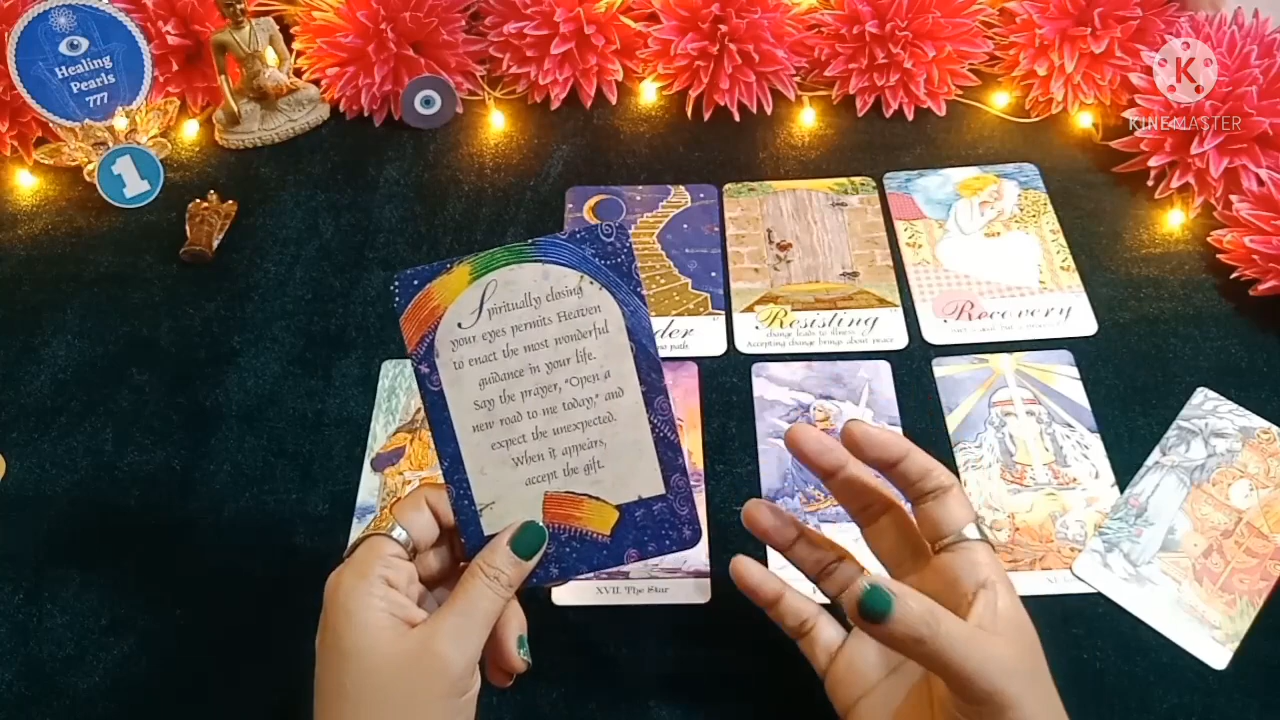 Healing
Pearls
777
1
KINEMASTER
Spiritually closing
your eyes permits Heaven
to enact the most wonderful
guidance in your life.
Say the prayer, "Open a
new road to me today," and
expect the unexpected.
When it appears,
accept the gift.
Resisting
change leads to illness
Accepting change brings about peace
Recovery
XVII. The Star